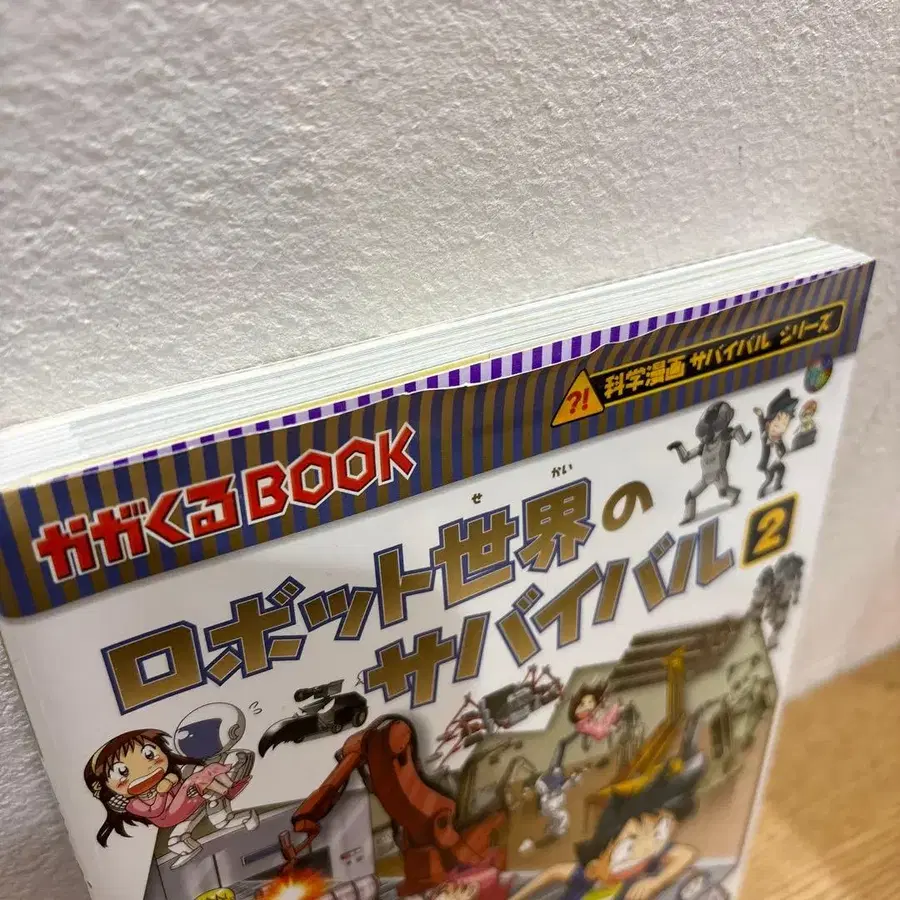 ?! 科学漫画 サバイバル シリーズ
かがくるBOOK
せ かい
ロボット世界の
サバイバル 2